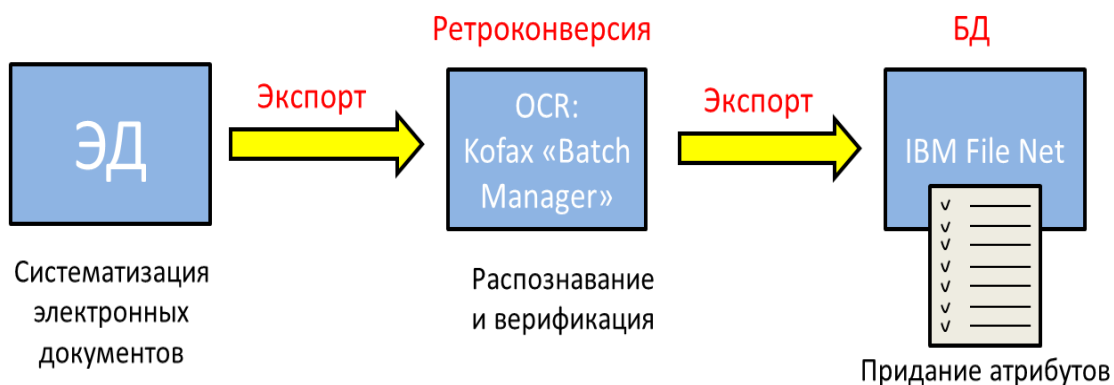 Ретроконверсия
БД
Экспорт
Экспорт
ЭД
OCR:
Kofax «Batch
Manager»
IBM File Net
Систематизация
электронных
документов
Распознавание
и верификация
Придание атрибутов